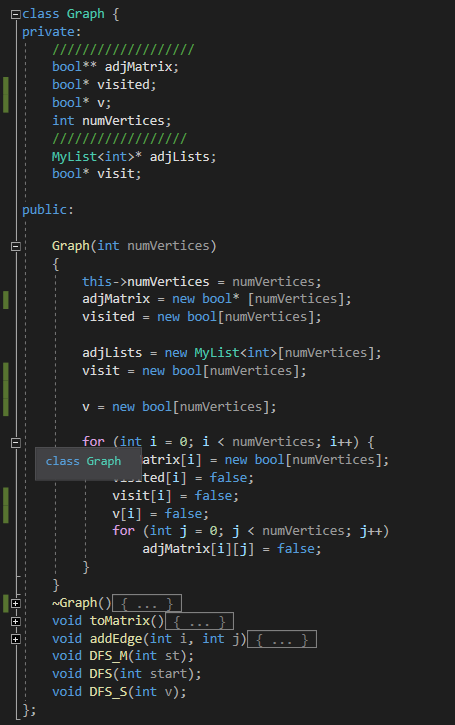 class Graph {
private:
    ///////////////////
    bool** adjMatrix;
    bool* visited;
    bool* v;
    int numVertices;
    //////////////////
    MyList<int>* adjLists;
    bool* visit;
public:
    Graph(int numVertices)
    {
        this->numVertices = numVertices;
        adjMatrix = new bool* [numVertices];
        visited = new bool[numVertices];
        adjLists = new MyList<int>[numVertices];
        visit = new bool[numVertices];
        v = new bool[numVertices];
        for (int i = 0; i < numVertices; i++) {
class Graph
            atrix[i] = new bool[numVertices];
            visited[i] = false;
            visit[i] = false;
            v[i] = false;
            for (int j = 0; j < numVertices; j++)
                adjMatrix[i][j] = false;
        }
    }
    ~Graph(){ ... }
    void toMatrix(){ ... }
    void addEdge(int i, int j){ ... }
    void DFS_M(int st);
    void DFS(int start);
    void DFS_S(int v);
};